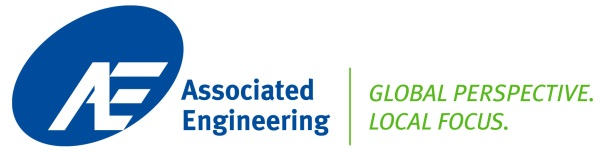 AE
Associated
Engineering
GLOBAL PERSPECTIVE.
LOCAL FOCUS.